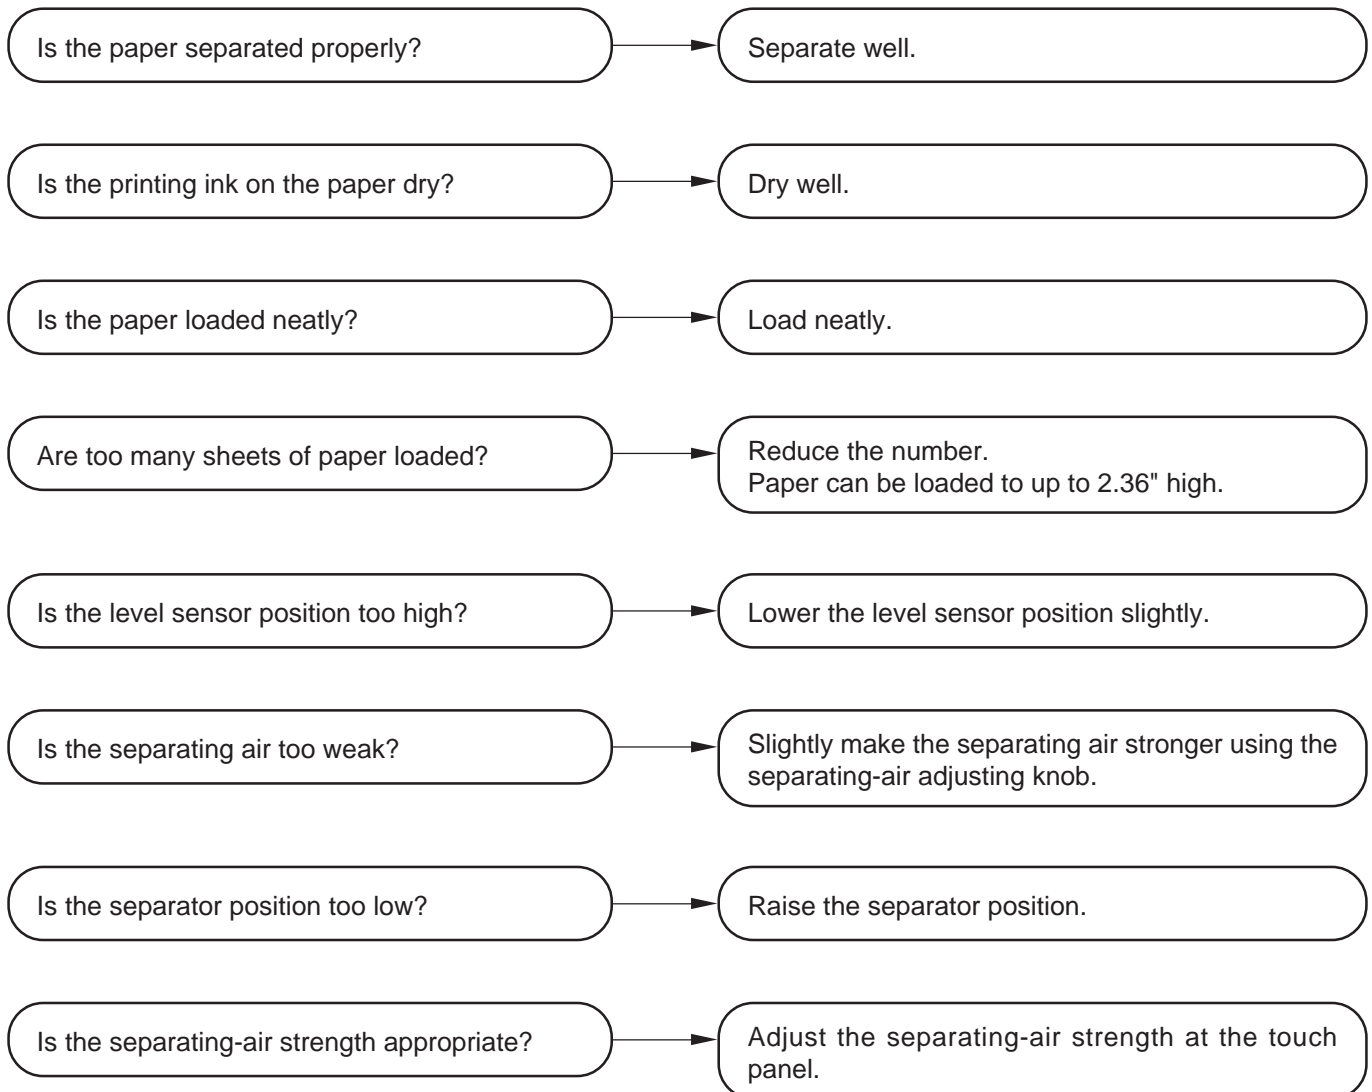 Is the paper separated properly?
Separate well.
Is the printing ink on the paper dry?
Dry well.
Is the paper loaded neatly?
Load neatly.
Are too many sheets of paper loaded?
Reduce the number.
Paper can be loaded to up to 2.36" high.
Is the level sensor position too high?
Lower the level sensor position slightly.
Is the separating air too weak?
Slightly make the separating air stronger using the
separating-air adjusting knob.
Is the separator position too low?
Raise the separator position.
Is the separating-air strength appropriate?
Adjust the separating-air strength at the touch
panel.